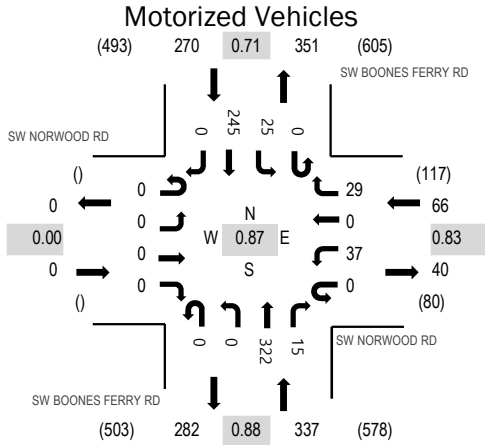 Motorized Vehicles
(493) 270 0.71 351 (605)
SW BOONES FERRY RD
SW NORWOOD RD
0 245 25 0
() (117)
0 0 29 66
0 0
0.00 W N 0.87 E S 0.83
0 37
0 0 0 40
() (80)
0 0 322 15
SW NORWOOD RD
SW BOONES FERRY RD
(503) 282 0.88 337 (578)